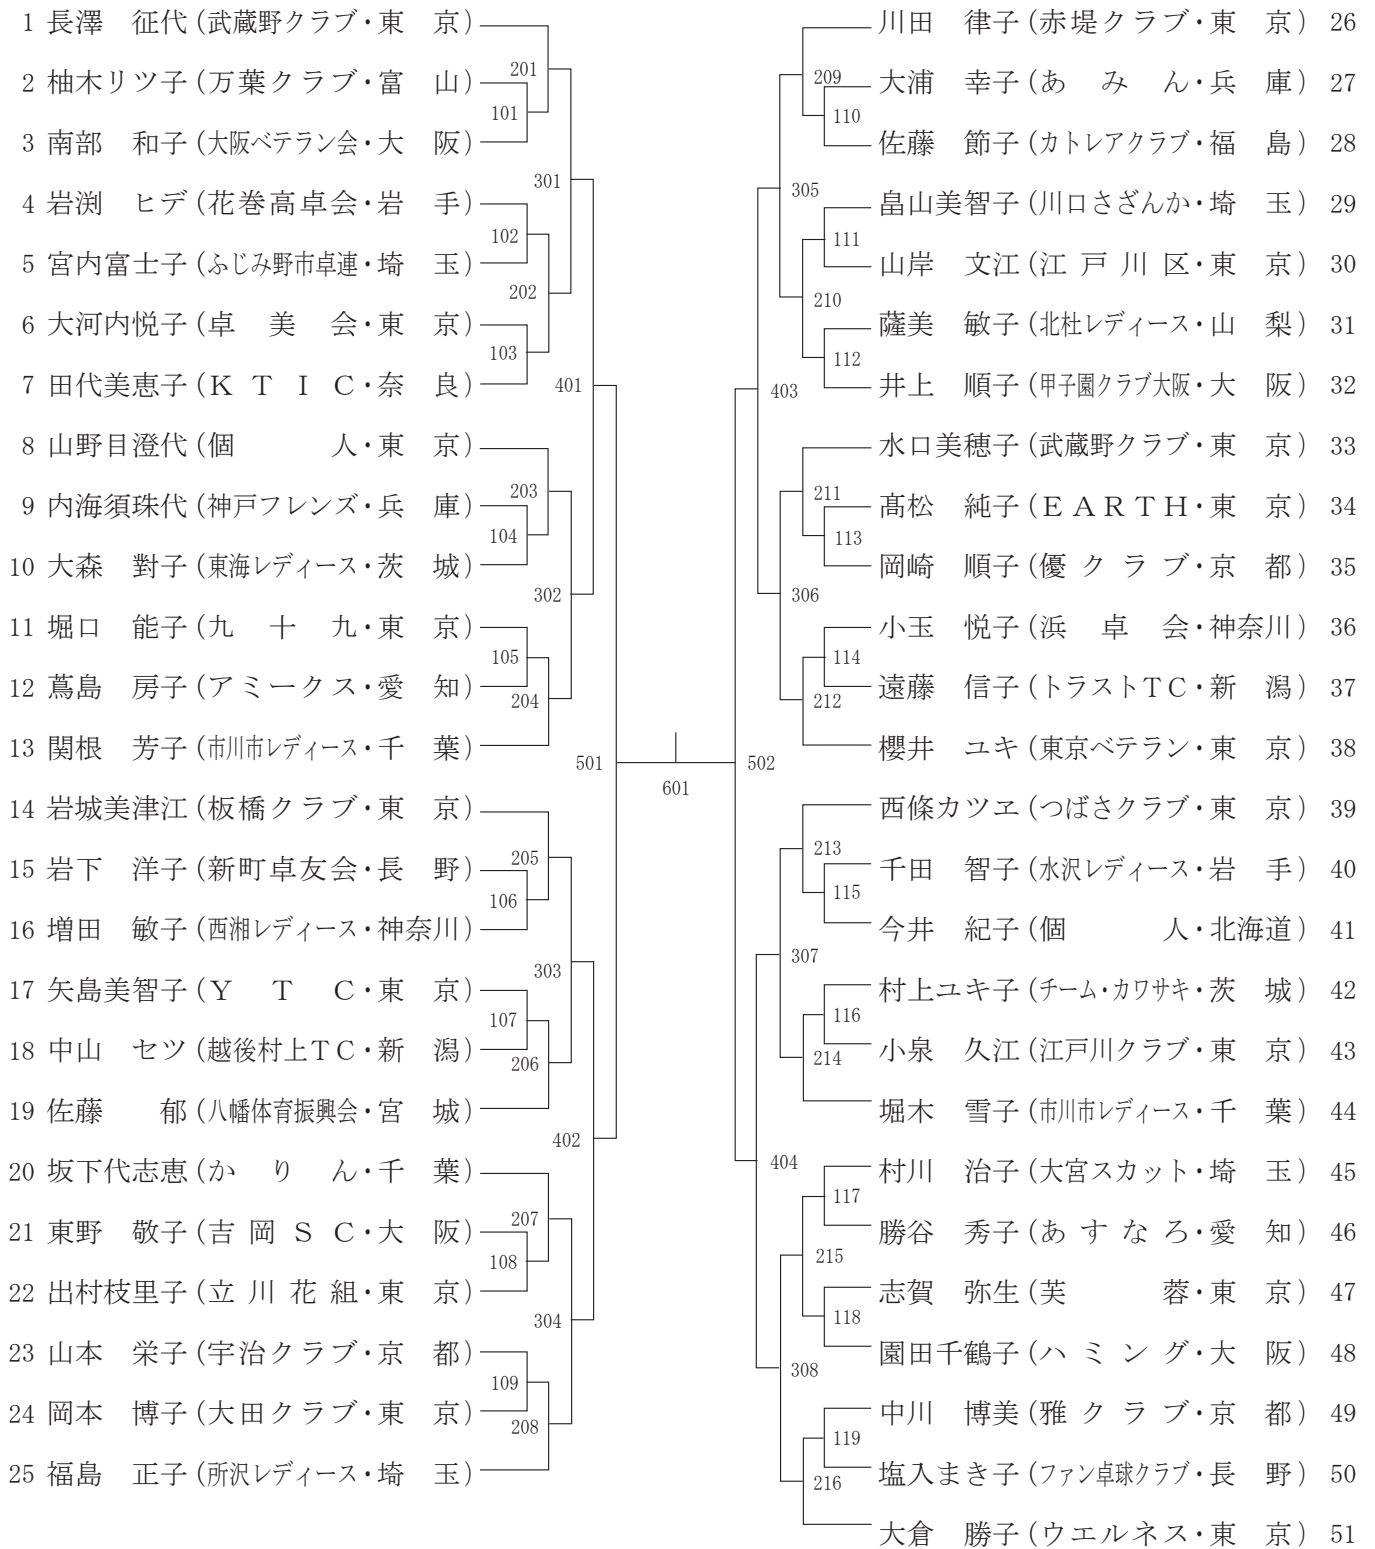 1 長澤　征代 (武蔵野クラブ・東　京)
2 柚木リツ子 (万葉クラブ・富　山)
3 南部　和子 (大阪ベテラン会・大　阪)
4 岩渕　ヒデ (花巻高卓会・岩　手)
5 宮内富士子 (ふじみ野市卓連・埼　玉)
6 大河内悦子 (卓　美　会・東　京)
7 田代美恵子 (K T I C・奈　良)
8 山野目澄代 (個　　人・東　京)
9 内海須珠代 (神戸フレンズ・兵　庫)
10 大森　對子 (東海レディース・茨　城)
11 堀口　能子 (九　十　九・東　京)
12 蔦島　房子 (アミークス・愛　知)
13 関根　芳子 (市川市レディース・千　葉)
14 岩城美津江 (板橋クラブ・東　京)
15 岩下　洋子 (新町卓友会・長　野)
16 増田　敏子 (西湘レディース・神奈川)
17 矢島美智子 (Y T C・東　京)
18 中山　セツ (越後村上TC・新　潟)
19 佐藤　　郁 (八幡体育振興会・宮　城)
20 坂下代志恵 (か　り　ん・千　葉)
21 東野　敬子 (吉 岡 S C・大　阪)
22 出村枝里子 (立 川 花 組・東　京)
23 山本　栄子 (宇治クラブ・京　都)
24 岡本　博子 (大田クラブ・東　京)
25 福島　正子 (所沢レディース・埼　玉)
201
101
301
102
202
103
401
203
104
302
105
204
501
205
106
303
107
206
402
207
108
304
109
208
601
川田　律子 (赤堤クラブ・東　京) 26
大浦　幸子 (あ　み　ん・兵　庫) 27
佐藤　節子 (カトレアクラブ・福　島) 28
畠山美智子 (川口さざんか・埼　玉) 29
山岸　文江 (江 戸 川 区・東　京) 30
薩美　敏子 (北杜レディース・山　梨) 31
井上　順子 (甲子園クラブ大阪・大　阪) 32
水口美穂子 (武蔵野クラブ・東　京) 33
髙松　純子 (E A R T H・東　京) 34
岡崎　順子 (優 ク ラ ブ・京　都) 35
小玉　悦子 (浜　卓　会・神奈川) 36
遠藤　信子 (トラストTC・新　潟) 37
櫻井　ユキ (東京ベテラン・東　京) 38
西條カツヱ (つばさクラブ・東　京) 39
千田　智子 (水沢レディース・岩　手) 40
今井　紀子 (個　　人・北海道) 41
村上ユキ子 (チーム・カワサキ・茨　城) 42
小泉　久江 (江戸川クラブ・東　京) 43
堀木　雪子 (市川市レディース・千　葉) 44
村川　治子 (大宮スカット・埼　玉) 45
勝谷　秀子 (あ す な ろ・愛　知) 46
志賀　弥生 (芙　　蓉・東　京) 47
園田千鶴子 (ハ ミ ン グ・大　阪) 48
中川　博美 (雅 ク ラ ブ・京　都) 49
塩入まき子 (ファン卓球クラブ・長　野) 50
大倉　勝子 (ウエルネス・東　京) 51
209
110
305
111
210
112
403
211
113
306
114
212
502
213
115
307
116
214
404
117
215
118
308
119
216